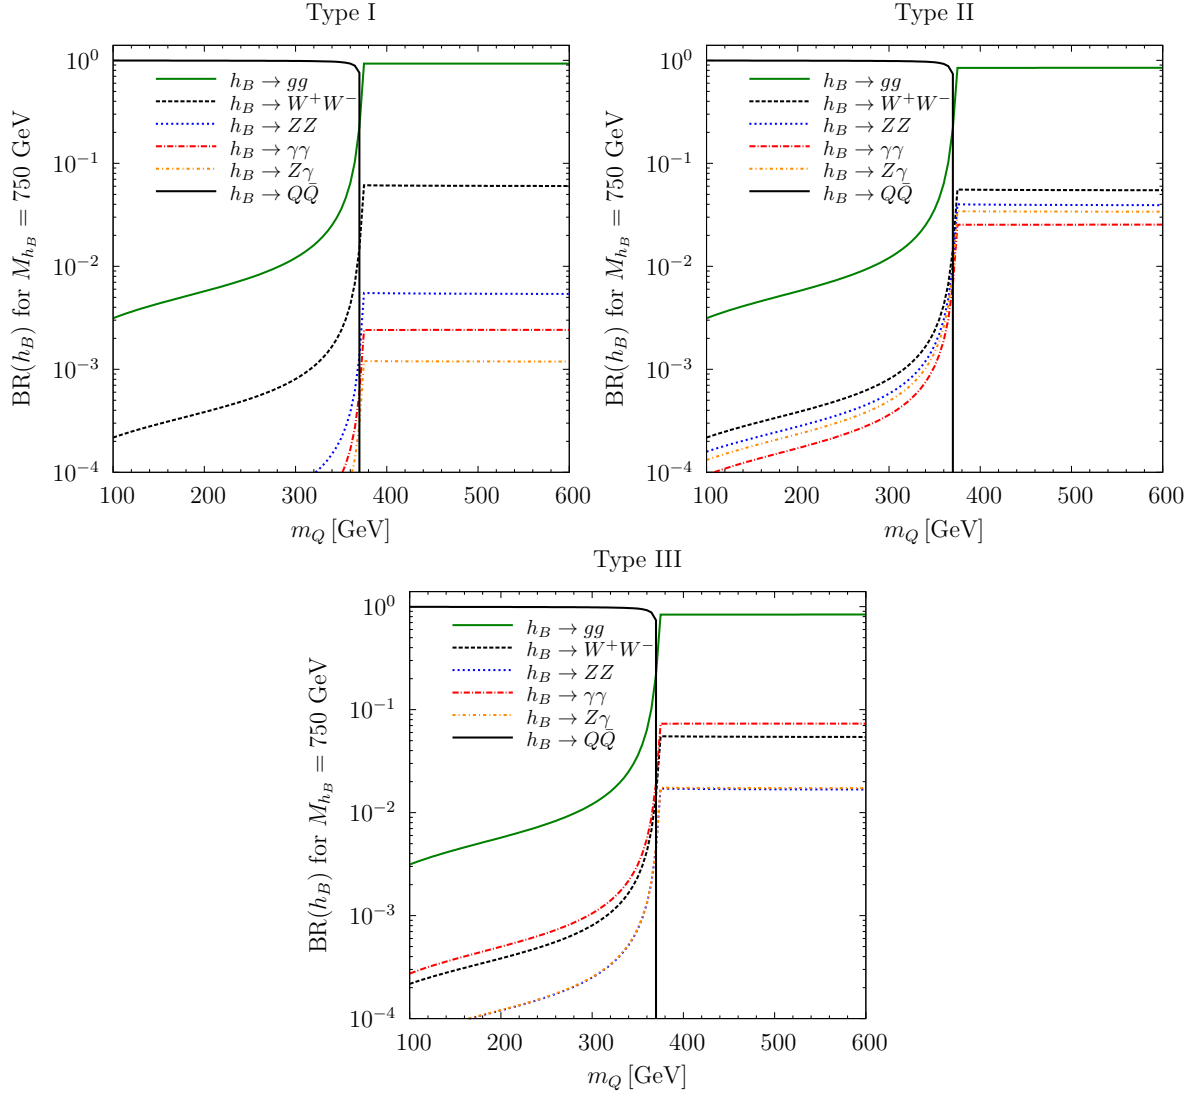 Type I
BR(h_B) for M_{h_B} = 750 GeV
10^0
10^{-1}
10^{-2}
10^{-3}
10^{-4}
h_B → gg
h_B → W^+W^-
h_B → ZZ
h_B → γγ
h_B → Zγ
h_B → QQ̄
100 200 300 400 500 600
m_Q [GeV]
Type II
BR(h_B) for M_{h_B} = 750 GeV
10^0
10^{-1}
10^{-2}
10^{-3}
10^{-4}
h_B → gg
h_B → W^+W^-
h_B → ZZ
h_B → γγ
h_B → Zγ
h_B → QQ̄
100 200 300 400 500 600
m_Q [GeV]
Type III
BR(h_B) for M_{h_B} = 750 GeV
10^0
10^{-1}
10^{-2}
10^{-3}
10^{-4}
h_B → gg
h_B → W^+W^-
h_B → ZZ
h_B → γγ
h_B → Zγ
h_B → QQ̄
100 200 300 400 500 600
m_Q [GeV]